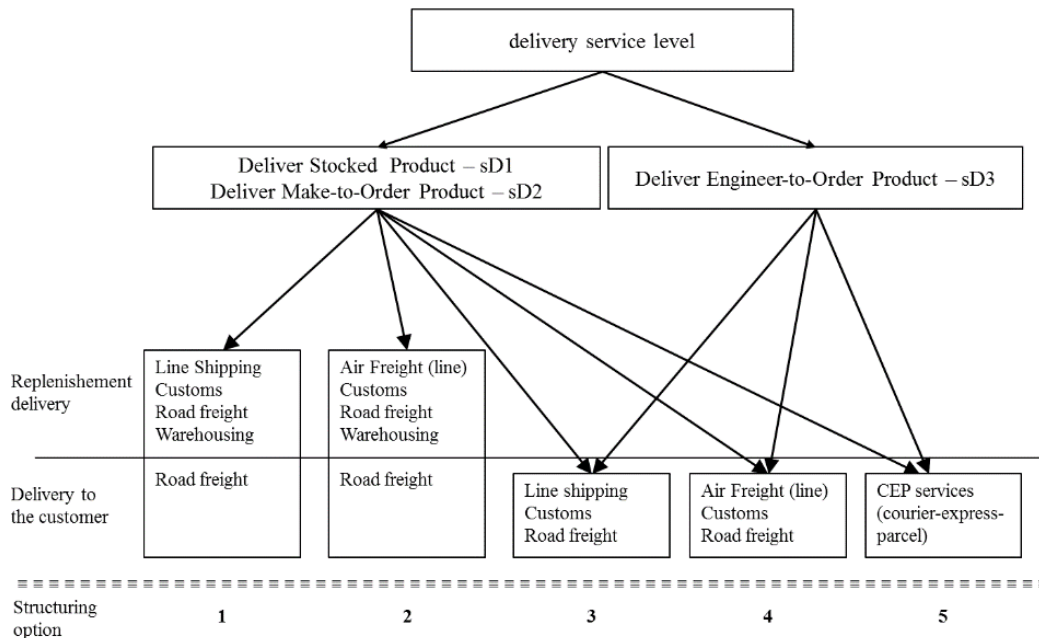 delivery service level
Deliver Stocked Product – sD1
Deliver Make-to-Order Product – sD2
Deliver Engineer-to-Order Product – sD3
Replenishement
delivery
Line Shipping
Customs
Road freight
Warehousing
Air Freight (line)
Customs
Road freight
Warehousing
Delivery to
the customer
Road freight
Road freight
Line shipping
Customs
Road freight
Air Freight (line)
Customs
Road freight
CEP services
(courier-express-
parcel)
Structuring
option
1
2
3
4
5